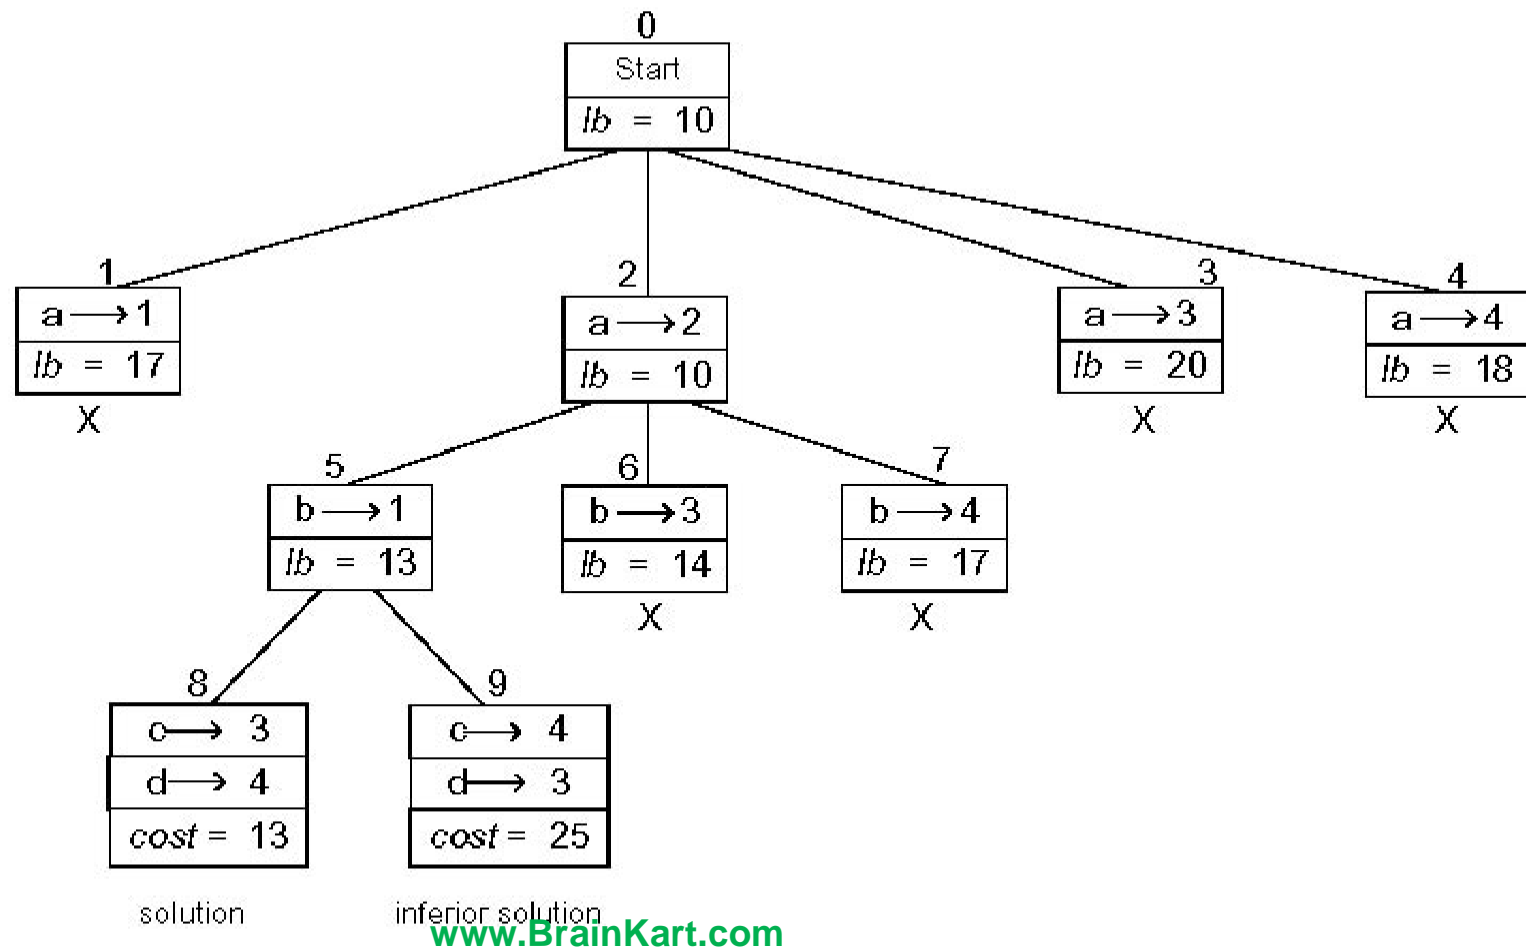 0
Start
lb = 10
1
2
3
4
a → 1
lb = 17
X
a → 2
lb = 10
a → 3
lb = 20
X
a → 4
lb = 18
X
5
6
7
b → 1
lb = 13
b → 3
lb = 14
X
b → 4
lb = 17
X
8
9
c → 3
d → 4
cost = 13
solution
c → 4
d → 3
cost = 25
inferior solution
www.BrainKart.com